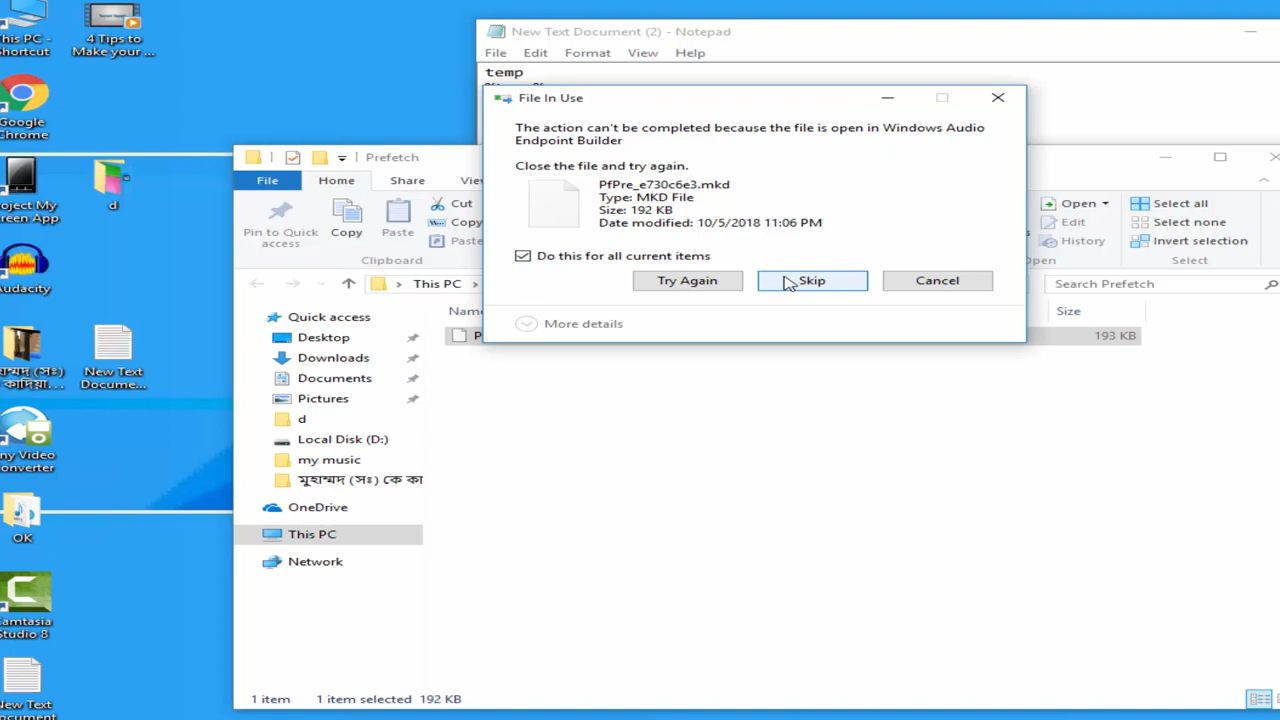 This PC -
Shortcut
4 Tips to
Make your ...
Google
Chrome
d
Project My
Screen App
Audacity
New Text
Docume...
Any Video
Converter
OK
Camtasia
Studio 8
New Text
Document
New Text Document (2) - Notepad
File Edit Format View Help
temp
File In Use
The action can't be completed because the file is open in Windows Audio
Endpoint Builder
Close the file and try again.
PfPre_e730c6e3.mkd
Type: MKD File
Size: 192 KB
Date modified: 10/5/2018 11:06 PM
Do this for all current items
Try Again Skip Cancel
More details
Prefetch
File Home Share View
Pin to Quick
access
Copy
Paste
Cut
Copy
Paste
Clipboard
Open
Edit
History
Open
Select all
Select none
Invert selection
Select
This PC
Search Prefetch
Name Size
P 193 KB
Quick access
Desktop
Downloads
Documents
Pictures
d
Local Disk (D:)
my music
মুহাম্মদ (সঃ) কে কা
OneDrive
This PC
Network
1 item 1 item selected 192 KB